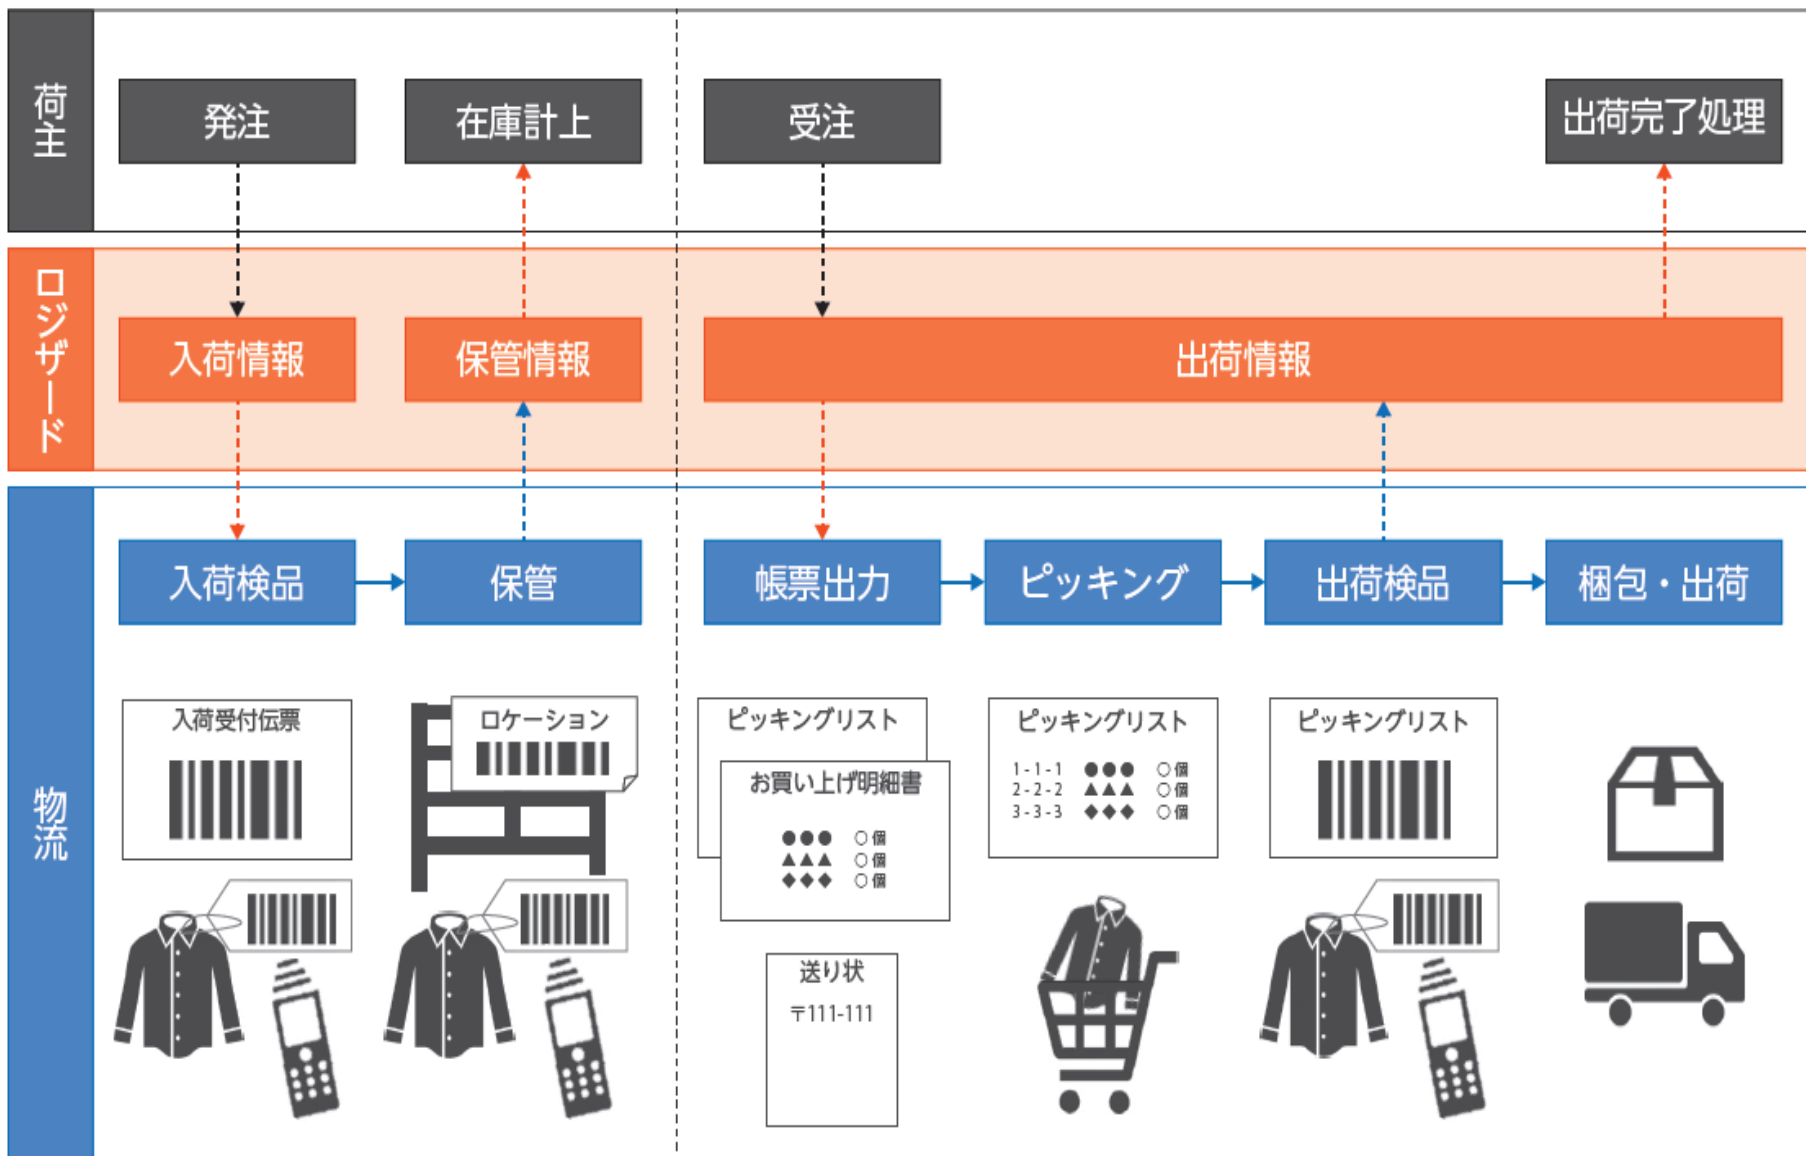 荷主
発注
在庫計上
受注
出荷完了処理
ロジザード
入荷情報
保管情報
出荷情報
物流
入荷検品
保管
帳票出力
ピッキング
出荷検品
梱包・出荷
入荷受付伝票
ロケーション
ピッキングリスト
お買い上げ明細書
●●● ○個
▲▲▲ ○個
◆◆◆ ○個
送り状
〒111-111
ピッキングリスト
1-1-1 ●●● ○個
2-2-2 ▲▲▲ ○個
3-3-3 ◆◆◆ ○個
ピッキングリスト